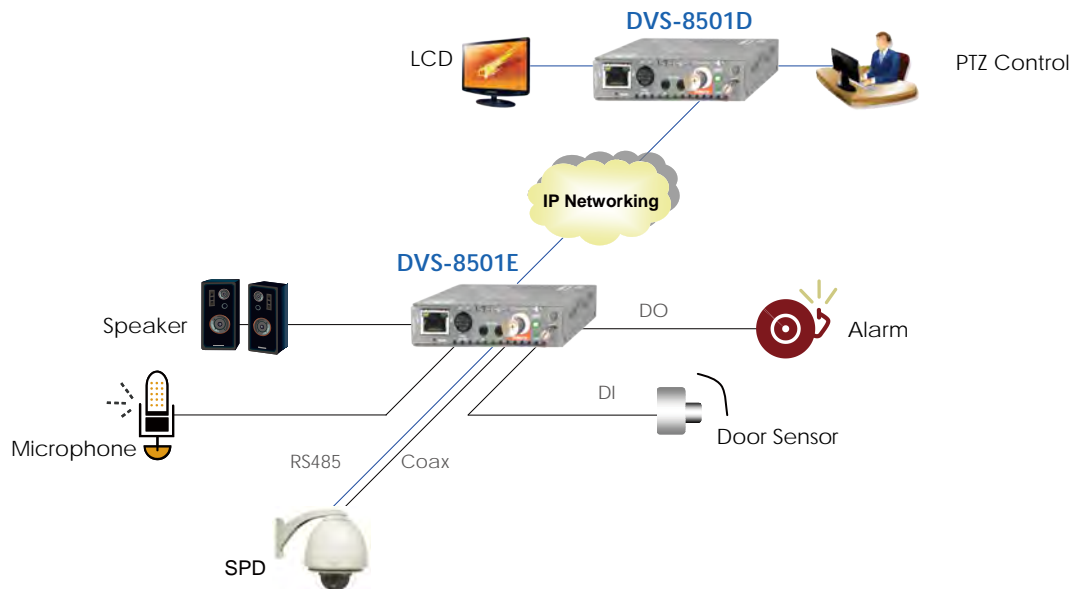 DVS-8501D
LCD
PTZ Control
IP Networking
DVS-8501E
Speaker
DO
Alarm
DI
Microphone
Door Sensor
RS485
Coax
SPD